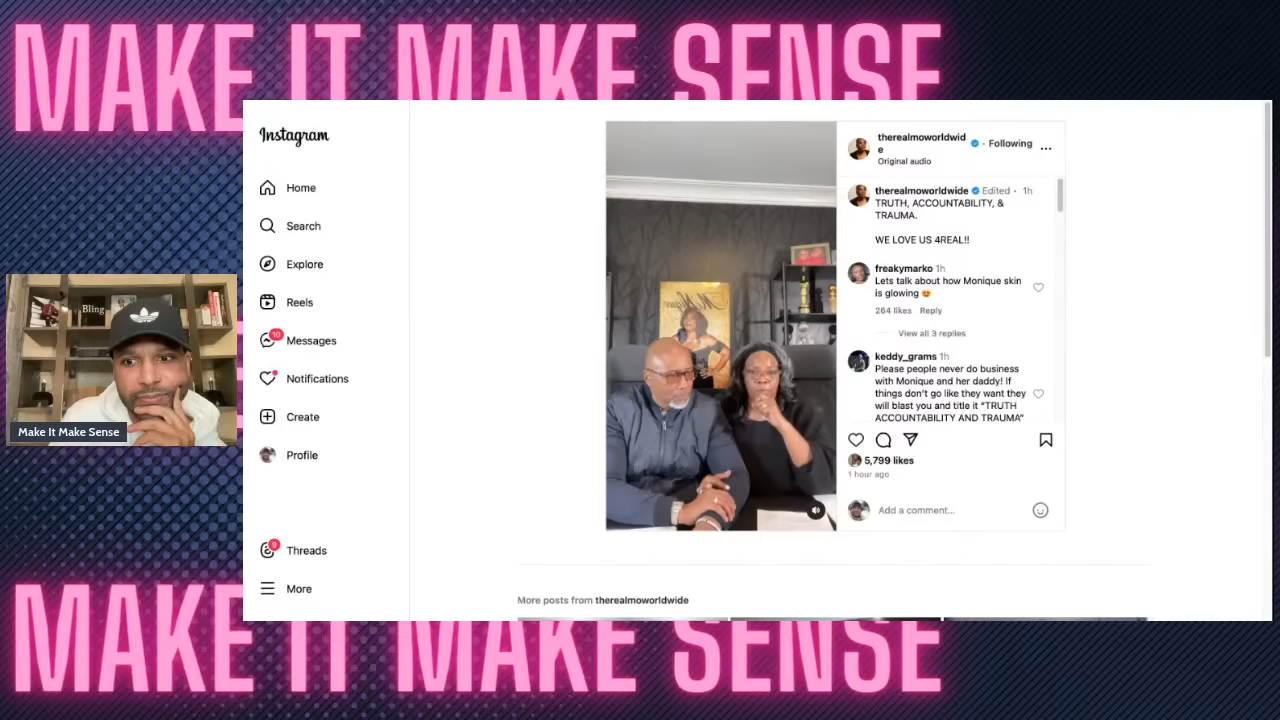 MAKE IT MAKE SENSE
Instagram
Home
Search
Explore
Reels
10
Messages
Notifications
Create
Profile
9
Threads
More
therealmoworldwid
e
· Following
Original audio
...
therealmoworldwide Edited · 1h
TRUTH, ACCOUNTABILITY, &
TRAUMA.
WE LOVE US 4REAL!!
freakymarko 1h
Lets talk about how Monique skin
is glowing 😍
264 likes Reply
View all 3 replies
keddy_grams 1h
Please people never do business
with Monique and her daddy! If
things don't go like they want they
will blast you and title it “TRUTH
ACCOUNTABILITY AND TRAUMA”
5,799 likes
1 hour ago
Add a comment...
More posts from therealmoworldwide
Bling
Make It Make Sense
MAKE IT MAKE SENSE